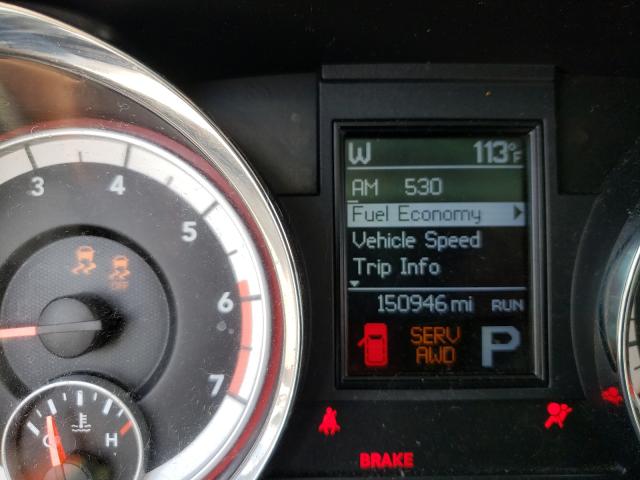 W 113°F
AM 530
Fuel Economy
Vehicle Speed
Trip Info
150946 mi RUN
SERV
AWD
P
3
4
5
6
7
OFF
C H
BRAKE